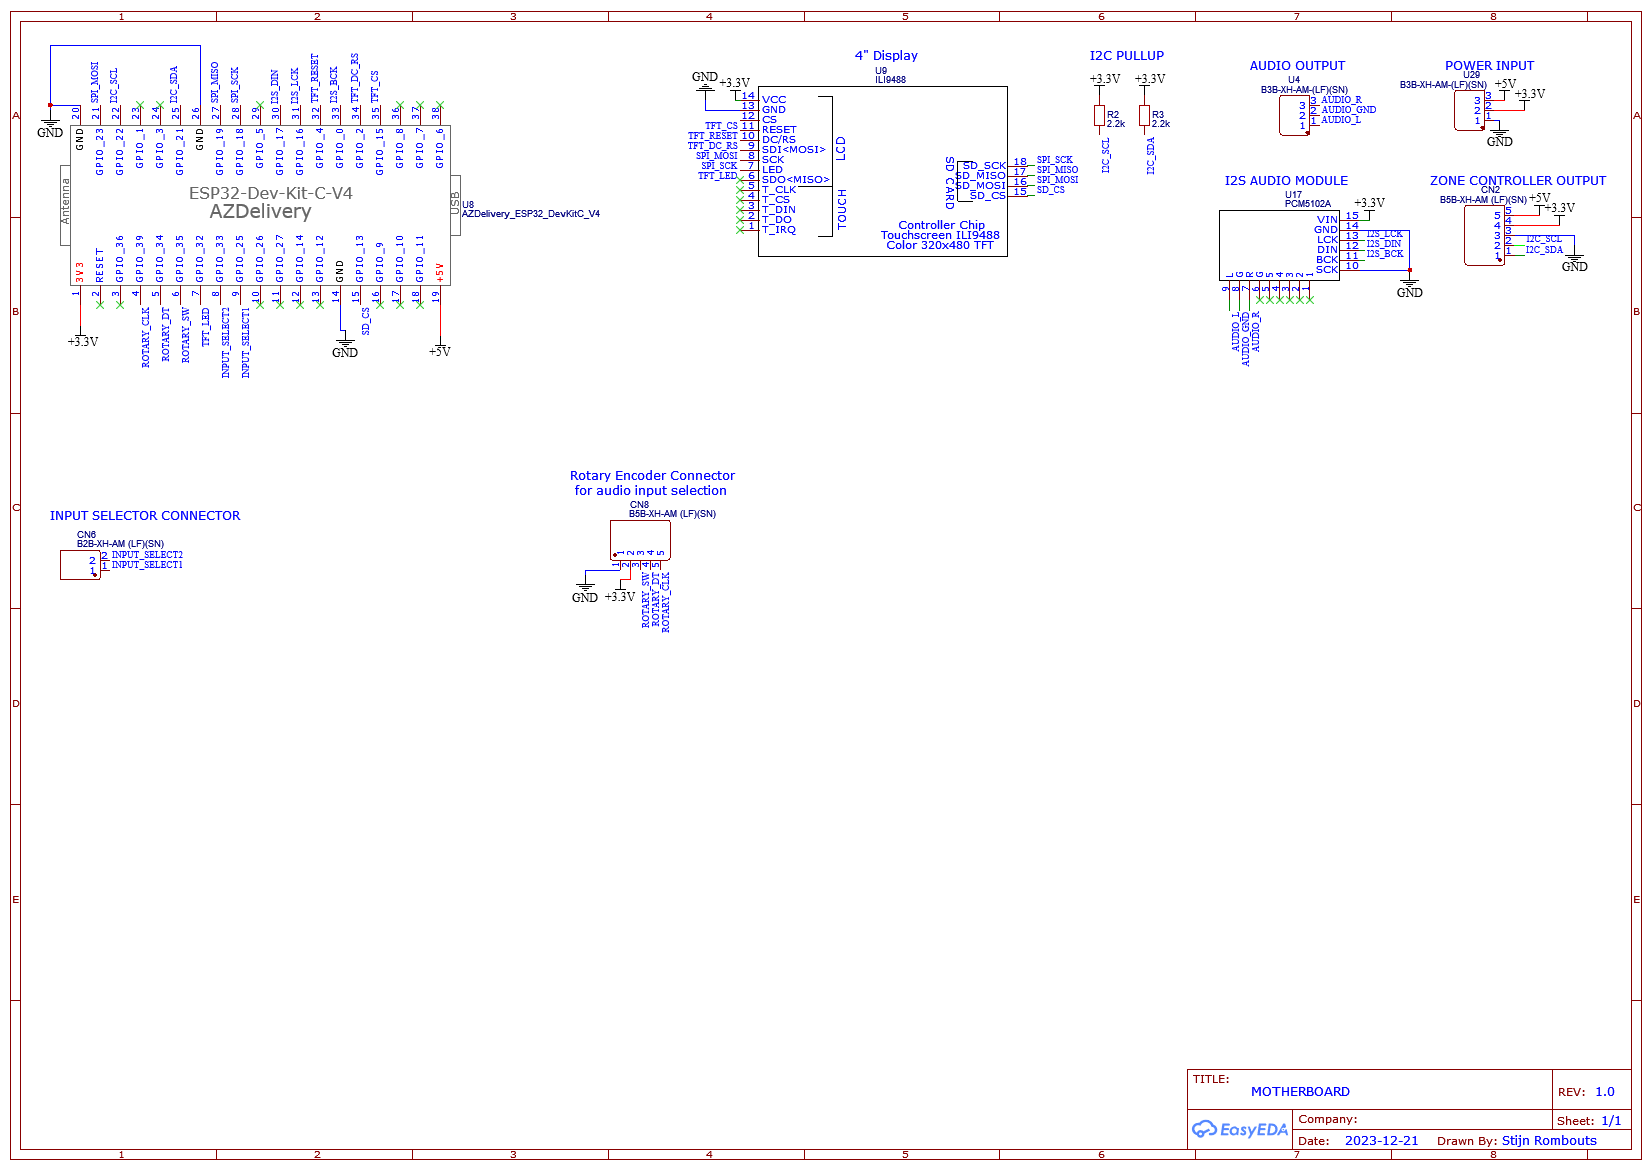 1 2 3 4 5 6 7 8
A
B
C
D
E
GND
SPI_MOSI
I2C_SCL
I2C_SDA
SPI_MISO
SPI_SCK
I2S_DIN
I2S_LCK
TFT_RESET
I2S_BCK
TFT_DC_RS
TFT_CS
20 21 22 23 24 25 26 27 28 29 30 31 32 33 34 35 36 37 38
GND GPIO_23 GPIO_22 GPIO_1 GPIO_3 GPIO_21 GND GPIO_19 GPIO_18 GPIO_5 GPIO_17 GPIO_16 GPIO_4 GPIO_0 GPIO_2 GPIO_15 GPIO_8 GPIO_7 GPIO_6
Antenna
ESP32-Dev-Kit-C-V4
AZDelivery
USB
U8
AZDelivery_ESP32_DevKitC_V4
3V3 RESET GPIO_36 GPIO_39 GPIO_34 GPIO_35 GPIO_32 GPIO_33 GPIO_25 GPIO_26 GPIO_27 GPIO_14 GPIO_12 GND GPIO_13 GPIO_9 GPIO_10 GPIO_11 +5V
1 2 3 4 5 6 7 8 9 10 11 12 13 14 15 16 17 18 19
+3.3V
ROTARY_CLK
ROTARY_DT
ROTARY_SW
TFT_LED
INPUT_SELECT2
INPUT_SELECT1
GND
SD_CS
+5V
4" Display
U9
ILI9488
GND
+3.3V
14 VCC
13 GND
12 CS
TFT_CS 11 RESET
TFT_RESET 10 DC/RS
TFT_DC_RS 9 SDI<MOSI>
SPI_MOSI 8 SCK
SPI_SCK 7 LED
TFT_LED 6 SDO<MISO>
5 T_CLK
4 T_CS
3 T_DIN
2 T_DO
1 T_IRQ
LCD
TOUCH
SD CARD
SD_SCK 18 SPI_SCK
SD_MISO 17 SPI_MISO
SD_MOSI 16 SPI_MOSI
SD_CS 15 SD_CS
Controller Chip
Touchscreen ILI9488
Color 320x480 TFT
I2C PULLUP
+3.3V +3.3V
R2
2.2k
R3
2.2k
I2C_SCL
I2C_SDA
AUDIO OUTPUT
U4
B3B-XH-AM-(LF)(SN)
3 3 AUDIO_R
2 2 AUDIO_GND
1 1 AUDIO_L
POWER INPUT
U29
B3B-XH-AM-(LF)(SN)
+5V
+3.3V
3 3
2 2
1 1
GND
I2S AUDIO MODULE
U17
PCM5102A
+3.3V
VIN 15
GND 14
LCK 13 I2S_LCK
DIN 12 I2S_DIN
BCK 11 I2S_BCK
SCK 10
GND
L G R G 5 4 3 2 1
9 8 7 6 5 4 3 2 1
AUDIO_L
AUDIO_GND
AUDIO_R
ZONE CONTROLLER OUTPUT
CN2
B5B-XH-AM (LF)(SN)
+5V
+3.3V
5 5
4 4
3 3
2 2 I2C_SCL
1 1 I2C_SDA
GND
INPUT SELECTOR CONNECTOR
CN6
B2B-XH-AM (LF)(SN)
2 2 INPUT_SELECT2
1 1 INPUT_SELECT1
Rotary Encoder Connector
for audio input selection
CN8
B5B-XH-AM (LF)(SN)
1 2 3 4 5
1 2 3 4 5
GND
+3.3V
ROTARY_SW
ROTARY_DT
ROTARY_CLK
TITLE:
MOTHERBOARD
REV: 1.0
EasyEDA
Company:
Sheet: 1/1
Date: 2023-12-21
Drawn By: Stijn Rombouts
A
B
C
D
E
1 2 3 4 5 6 7 8